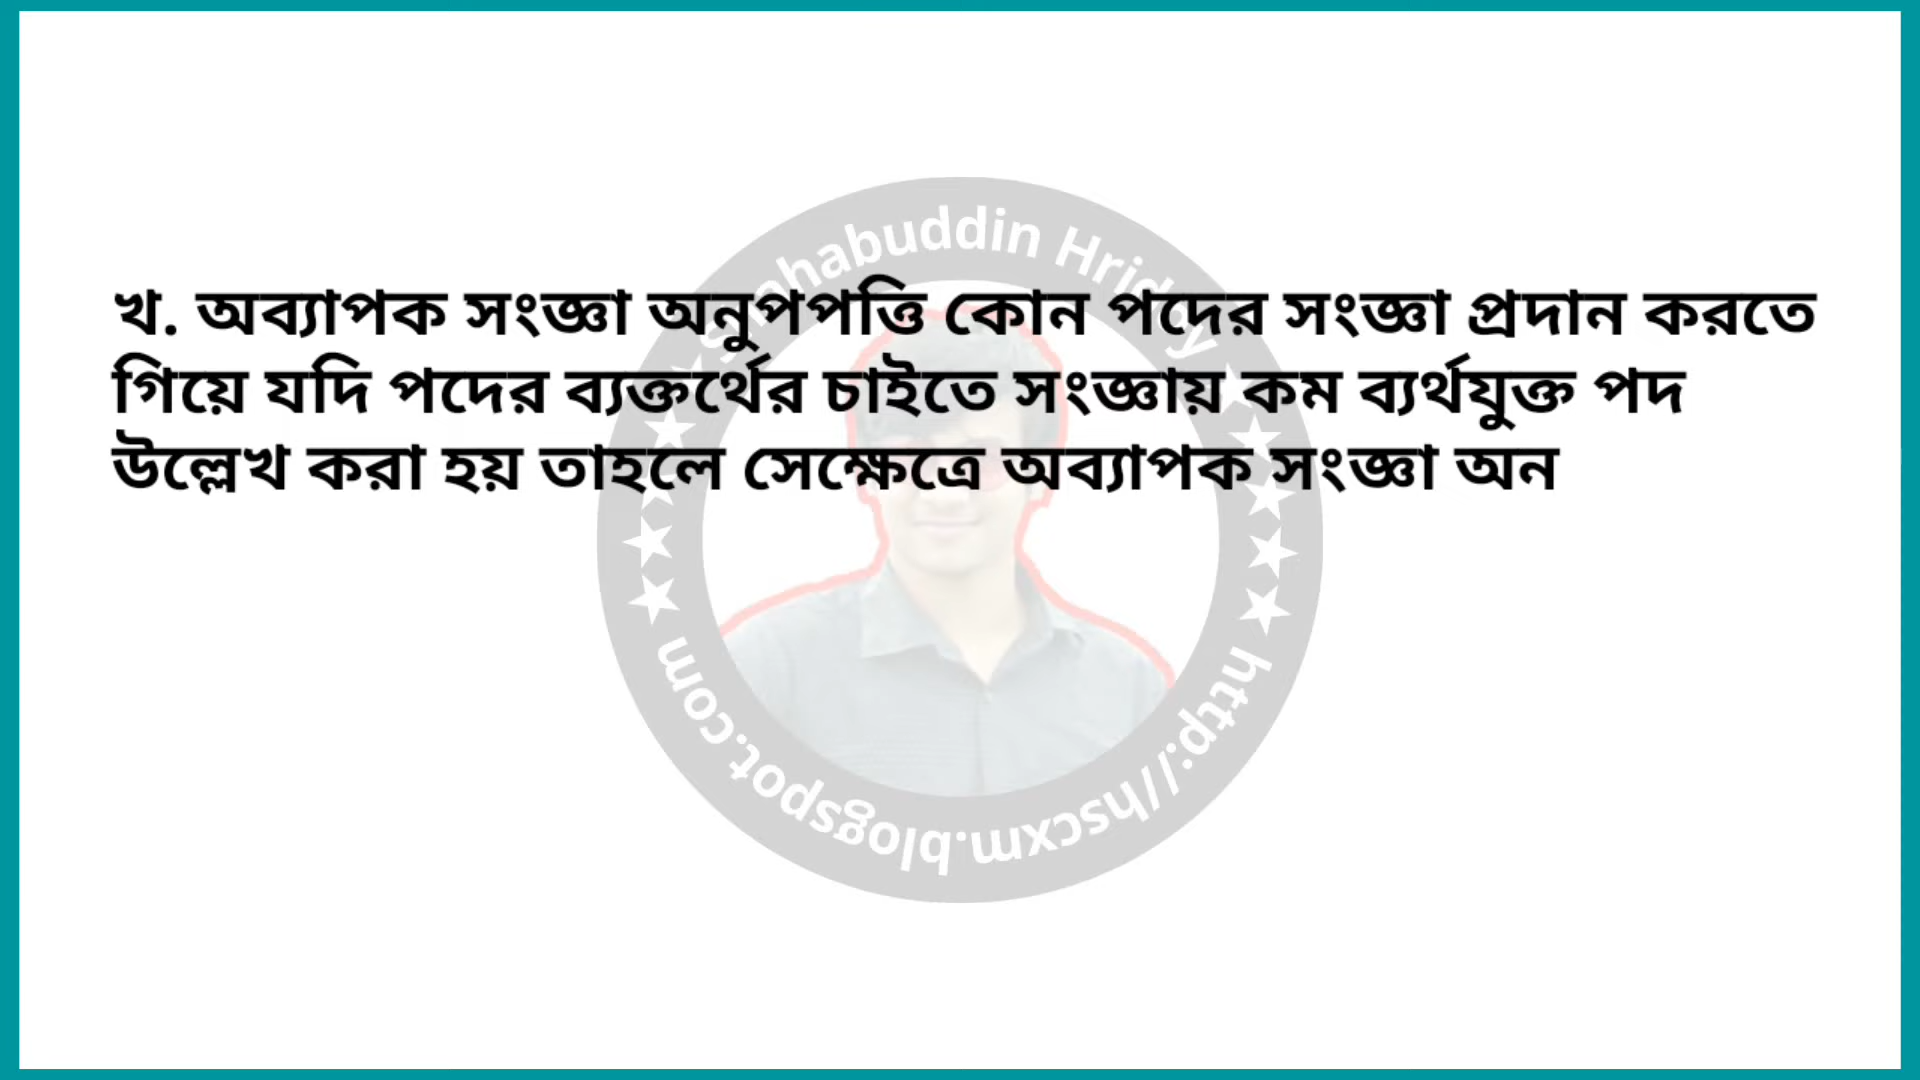 খ. অব্যাপক সংজ্ঞা অনুপপত্তি কোন পদের সংজ্ঞা প্রদান করতে
গিয়ে যদি পদের ব্যক্তর্থের চাইতে সংজ্ঞায় কম ব্যর্থযুক্ত পদ
উল্লেখ করা হয় তাহলে সেক্ষেত্রে অব্যাপক সংজ্ঞা অন
Hriday
http://hscxm.blogspot.com